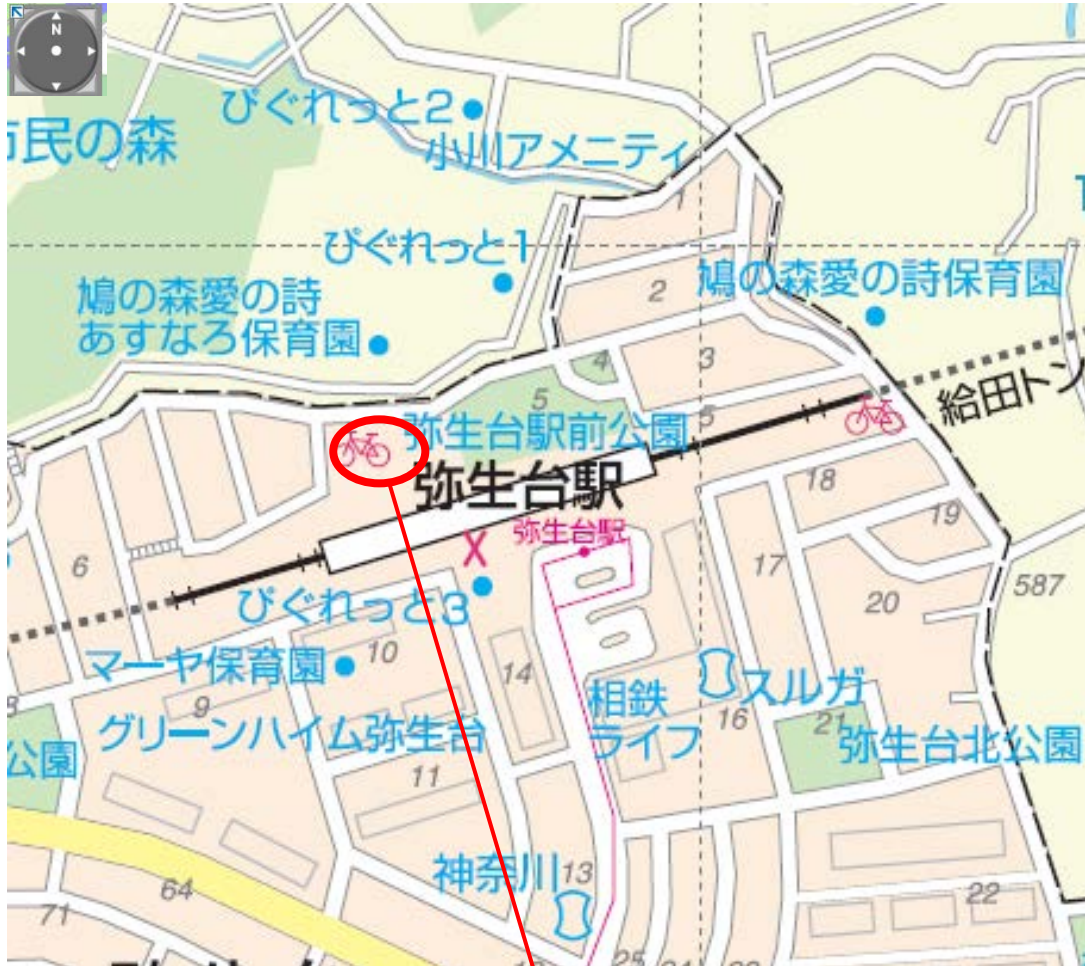 N
びぐれっと2
市民の森
小川アメニティ
1
びぐれっと1
2
鳩の森愛の詩保育園
鳩の森愛の詩
あすなろ保育園
4
3
5
給田トン
弥生台駅前公園
5
弥生台駅
18
弥生台駅
19
X
17
6
587
びぐれっと3
20
マーヤ保育園
10
14
スルガ
相鉄
ライフ
9
16
21
グリーンハイム弥生台
弥生台北公園
公園
11
神奈川
13
64
22
71
25